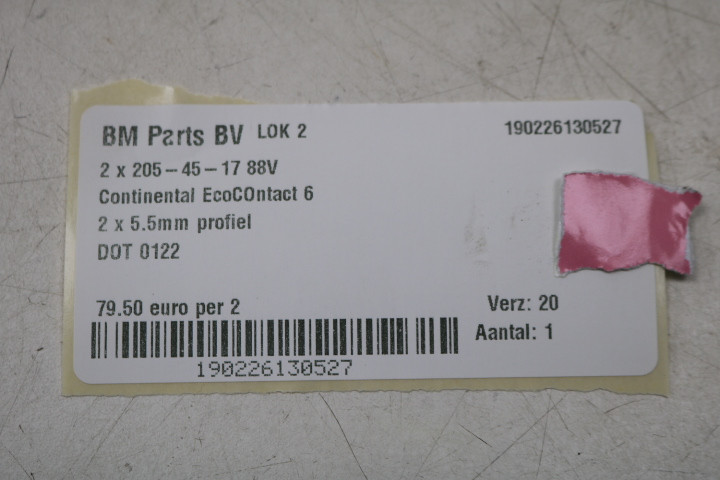 BM Parts BV LOK 2 190226130527
2 x 205-45-17 88V
Continental EcoCOntact 6
2 x 5.5mm profiel
DOT 0122
79.50 euro per 2 Verz: 20
Aantal: 1
190226130527